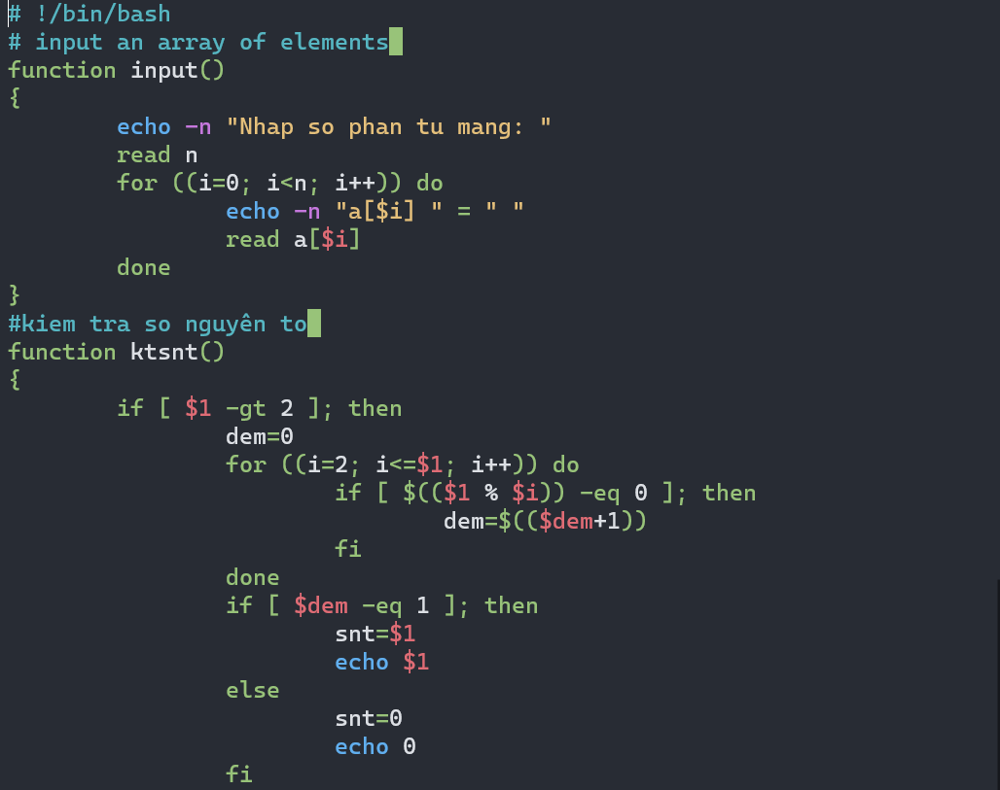 # !/bin/bash
# input an array of elements
function input()
{
        echo -n "Nhap so phan tu mang: "
        read n
        for ((i=0; i<n; i++)) do
                echo -n "a[$i] " = " "
                read a[$i]
        done
}
#kiem tra so nguyên to
function ktsnt()
{
        if [ $1 -gt 2 ]; then
                dem=0
                for ((i=2; i<=$1; i++)) do
                        if [ $(($1 % $i)) -eq 0 ]; then
                                dem=$(($dem+1))
                        fi
                done
                if [ $dem -eq 1 ]; then
                        snt=$1
                        echo $1
                else
                        snt=0
                        echo 0
                fi